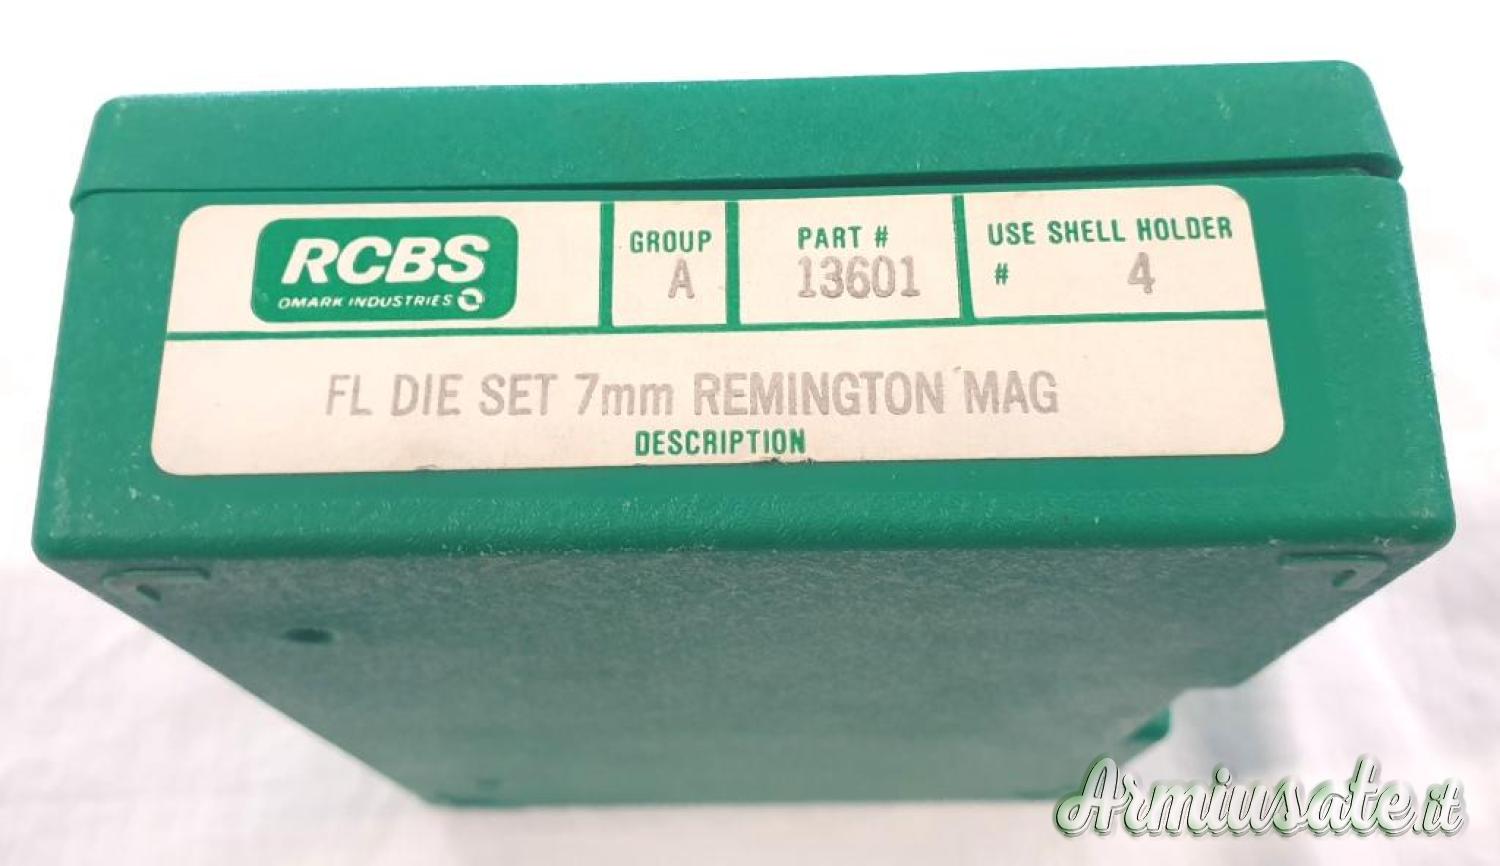 RCBS
OMARK INDUSTRIES
GROUP
A
PART #
13601
USE SHELL HOLDER
# 4
FL DIE SET 7mm REMINGTON MAG
DESCRIPTION
Armiusate.it